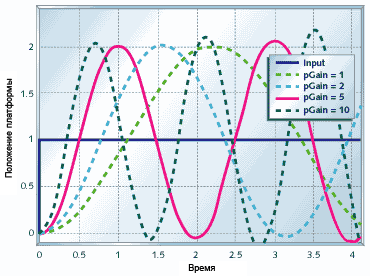 Положение платформы
2
1.5
1
0.5
0
Input
pGain = 1
pGain = 2
pGain = 5
pGain = 10
0 0.5 1 1.5 2 2.5 3 3.5 4
Время